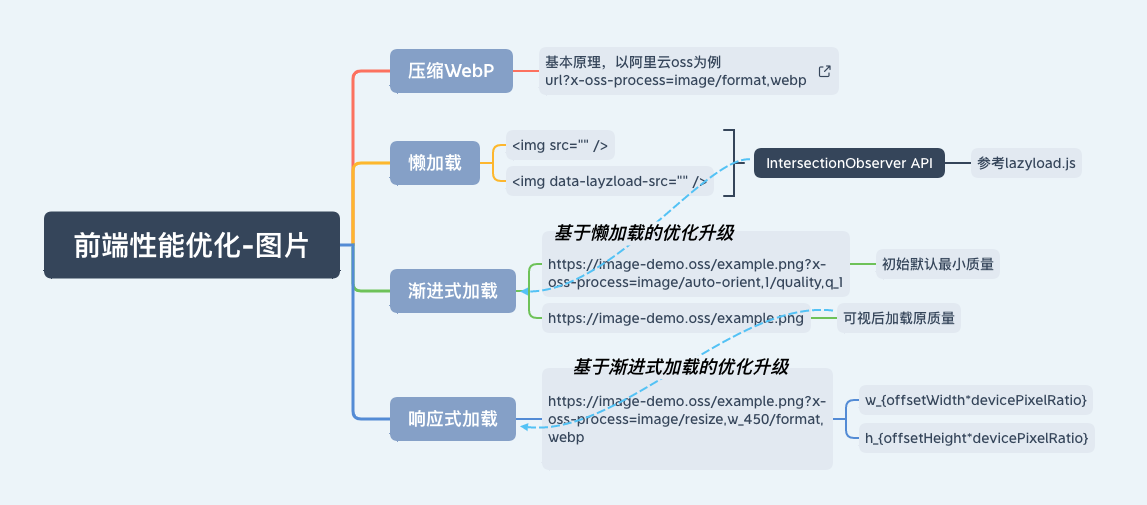 前端性能优化-图片
压缩WebP
基本原理，以阿里云oss为例
url?x-oss-process=image/format,webp
懒加载
<img src="" />
<img data-layzload-src="" />
IntersectionObserver API
参考lazyload.js
基于懒加载的优化升级
渐进式加载
https://image-demo.oss/example.png?x-
oss-process=image/auto-orient,1/quality,q_1
初始默认最小质量
https://image-demo.oss/example.png
可视后加载原质量
基于渐进式加载的优化升级
响应式加载
https://image-demo.oss/example.png?x-
oss-process=image/resize,w_450/format,
webp
w_{offsetWidth*devicePixelRatio}
h_{offsetHeight*devicePixelRatio}